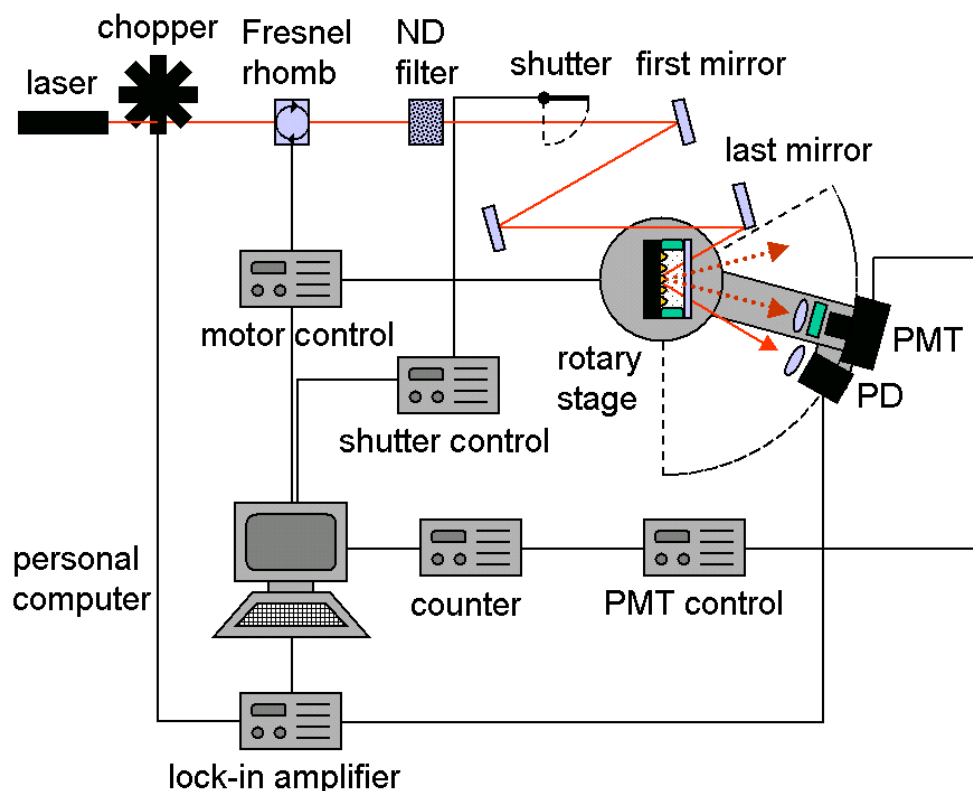 chopper
Fresnel
rhomb
ND
filter
shutter
first mirror
laser
last mirror
motor control
rotary
stage
PMT
PD
shutter control
personal
computer
counter
PMT control
lock-in amplifier